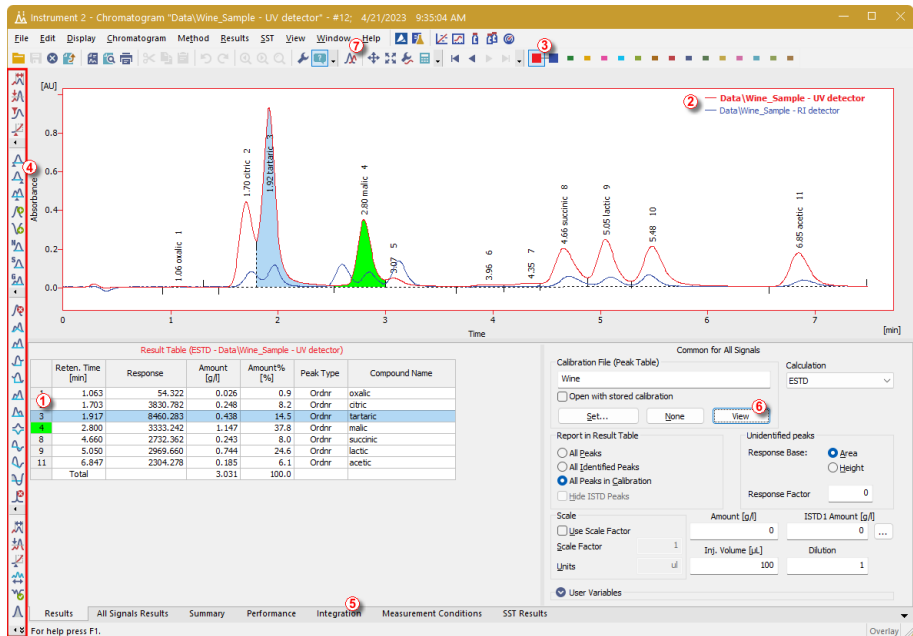 Instrument 2 - Chromatogram "Data\Wine_Sample - UV detector" - #12;  4/21/2023  9:35:04 AM
File Edit Display Chromatogram Method Results SST View Window Help
7
3
[AU]
2
Data\Wine_Sample - UV detector
Data\Wine_Sample - RI detector
4
Absorbance
0.8
0.6
0.4
0.2
0.0
1.06 oxalic 1
1.70 citric 2
1.92 tartaric 3
2.80 malic 4
3.07 5
3.96 6
4.35 7
4.66 succinic 8
5.05 lactic 9
5.48 10
6.85 acetic 11
0 1 2 3 4 5 6 7
Time
[min]
Result Table (ESTD - Data\Wine_Sample - UV detector)
Reten. Time [min] Response Amount [g/l] Amount% [%] Peak Type Compound Name
1 1.063 54.322 0.026 0.9 Ordnr oxalic
1.703 3830.782 0.248 8.2 Ordnr citric
3 1.917 8460.283 0.438 14.5 Ordnr tartaric
4 2.800 3333.242 1.147 37.8 Ordnr malic
8 4.660 2732.362 0.243 8.0 Ordnr succinic
9 5.050 2969.660 0.744 24.6 Ordnr lactic
11 6.847 2304.278 0.185 6.1 Ordnr acetic
Total 3.031 100.0
1
Common for All Signals
Calibration File (Peak Table)
Wine
Calculation
ESTD
Open with stored calibration
Set... None View 6
Report in Result Table
All Peaks
All Identified Peaks
All Peaks in Calibration
Hide ISTD Peaks
Unidentified peaks
Response Base: Area
Height
Response Factor 0
Scale
Use Scale Factor
Scale Factor 1
Units ul
Amount [g/l] ISTD1 Amount [g/l]
0 0 ...
Inj. Volume [µL] Dilution
100 1
User Variables
5
Results All Signals Results Summary Performance Integration Measurement Conditions SST Results
For help press F1.
Overlay